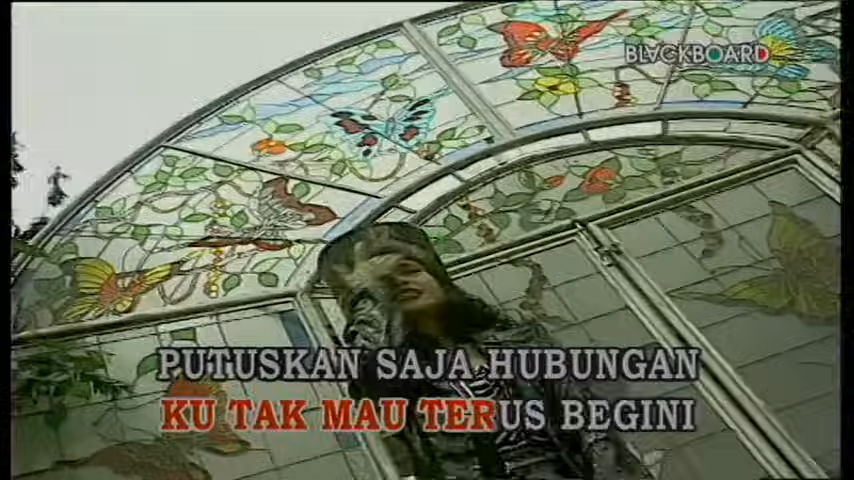 BLACKBOARD
PUTUSKAN SAJA HUBUNGAN
KU TAK MAU TERUS BEGINI